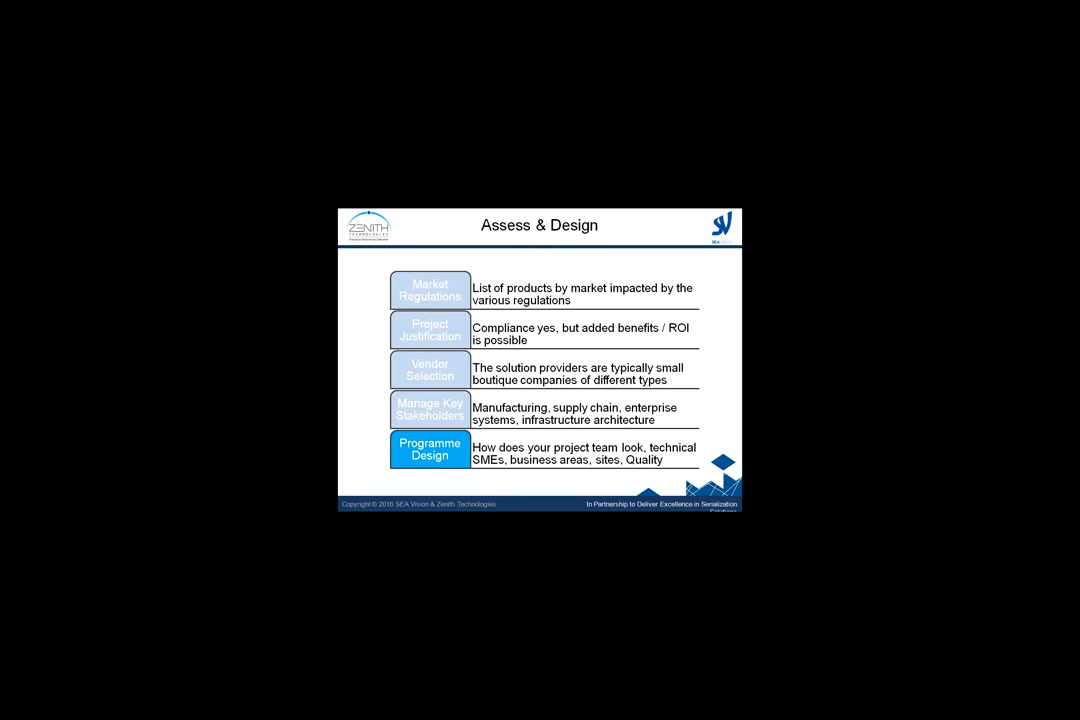 ZENITH
TECHNOLOGIES
Assess & Design
SV
SEA VISION
Market
Regulations
List of products by market impacted by the
various regulations
Project
Justification
Compliance yes, but added benefits / ROI
is possible
Vendor
Selection
The solution providers are typically small
boutique companies of different types
Manage Key
Stakeholders
Manufacturing, supply chain, enterprise
systems, infrastructure architecture
Programme
Design
How does your project team look, technical
SMEs, business areas, sites, Quality
Copyright © 2016 SEA Vision & Zenith Technologies
In Partnership to Deliver Excellence in Serialization
Solutions